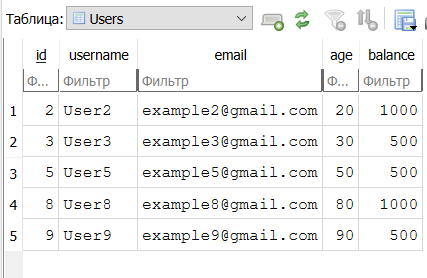 Таблица: Users
id username email age balance
Ф... Фильтр Фильтр Ф... Фильтр
1 2 User2 example2@gmail.com 20 1000
2 3 User3 example3@gmail.com 30 500
3 5 User5 example5@gmail.com 50 500
4 8 User8 example8@gmail.com 80 1000
5 9 User9 example9@gmail.com 90 500